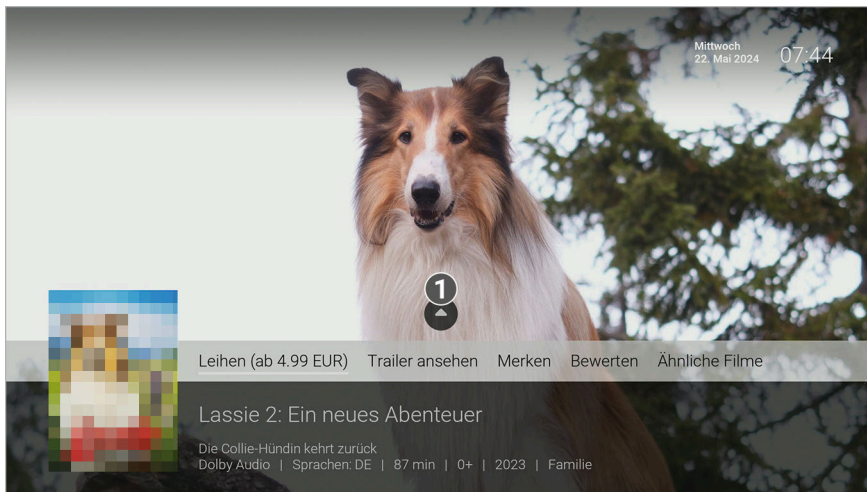 Mittwoch
22. Mai 2024
07:44
1
Leihen (ab 4.99 EUR) Trailer ansehen Merken Bewerten Ähnliche Filme
Lassie 2: Ein neues Abenteuer
Die Collie-Hündin kehrt zurück
Dolby Audio | Sprachen: DE | 87 min | 0+ | 2023 | Familie